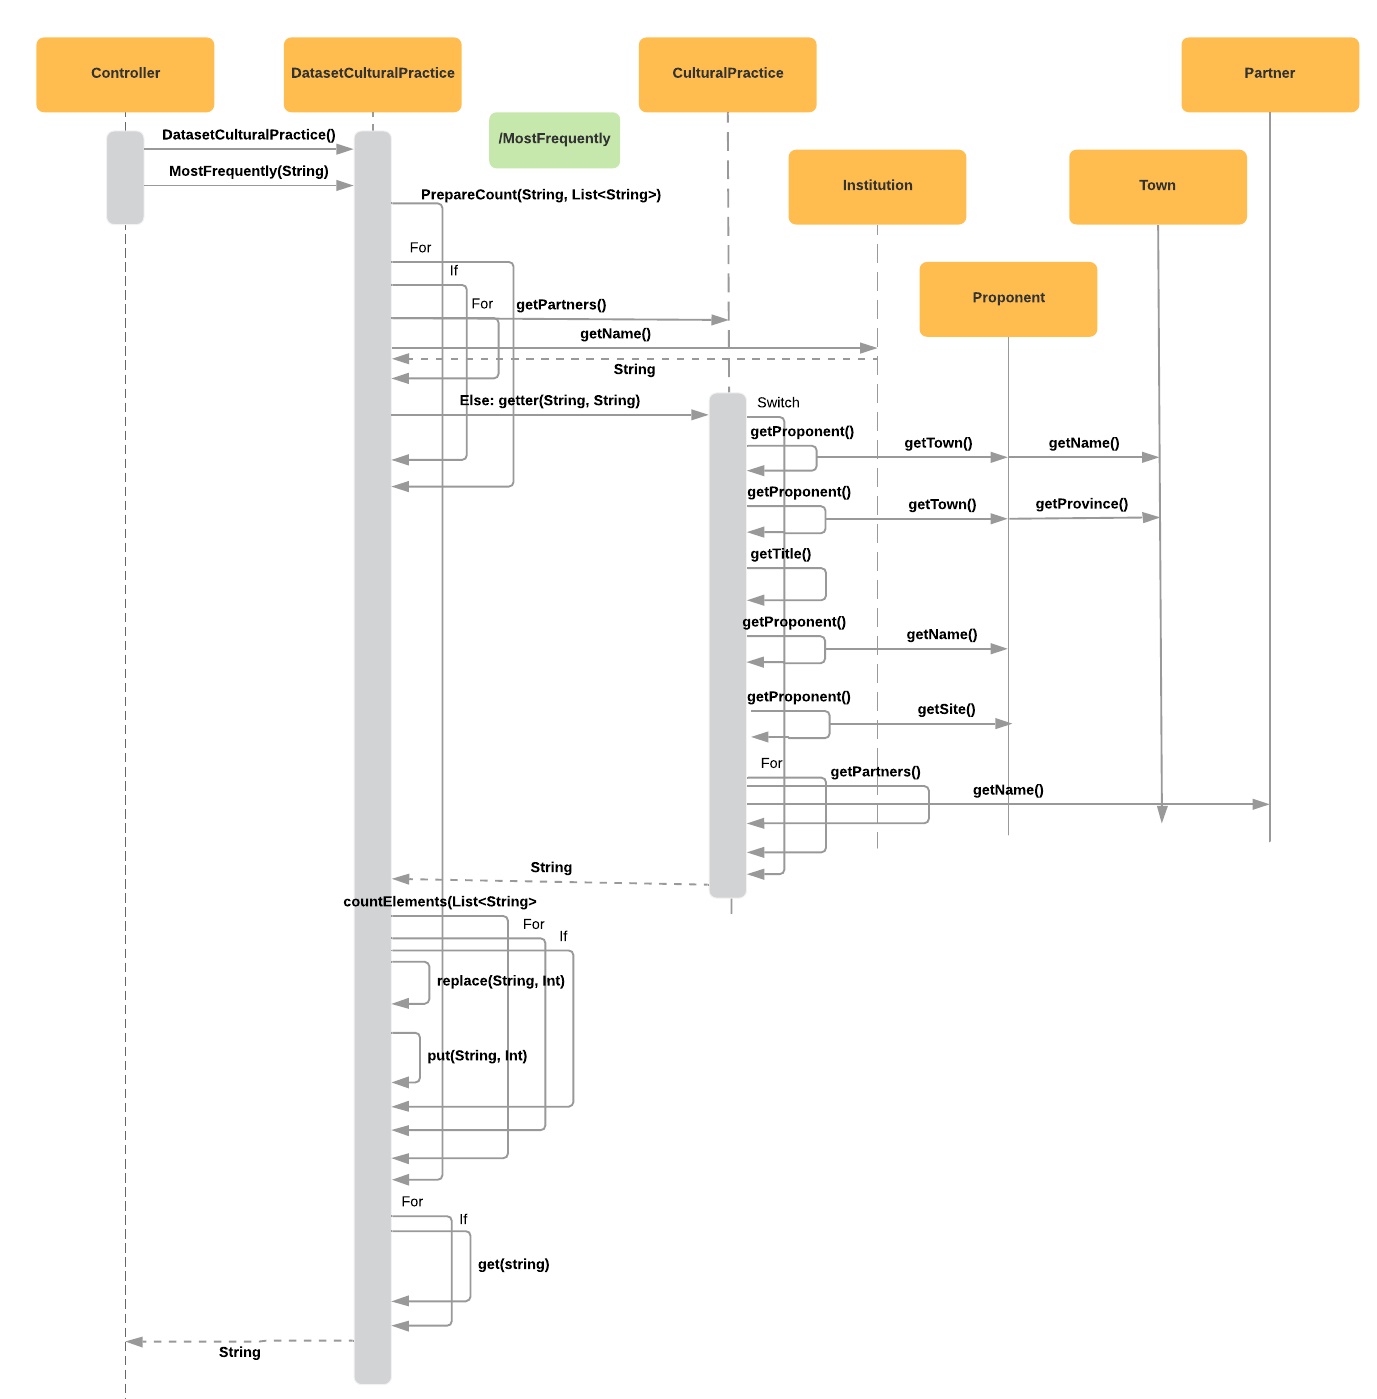 Controller
DatasetCulturalPractice
CulturalPractice
Partner
DatasetCulturalPractice()
/MostFrequently
MostFrequently(String)
Institution
Town
PrepareCount(String, List<String>)
For
If
Proponent
For
getPartners()
getName()
String
Else: getter(String, String)
Switch
getProponent()
getTown()
getName()
getProponent()
getTown()
getProvince()
getTitle()
getProponent()
getName()
getProponent()
getSite()
For
getPartners()
getName()
String
countElements(List<String>
For
If
replace(String, Int)
put(String, Int)
For
If
get(string)
String